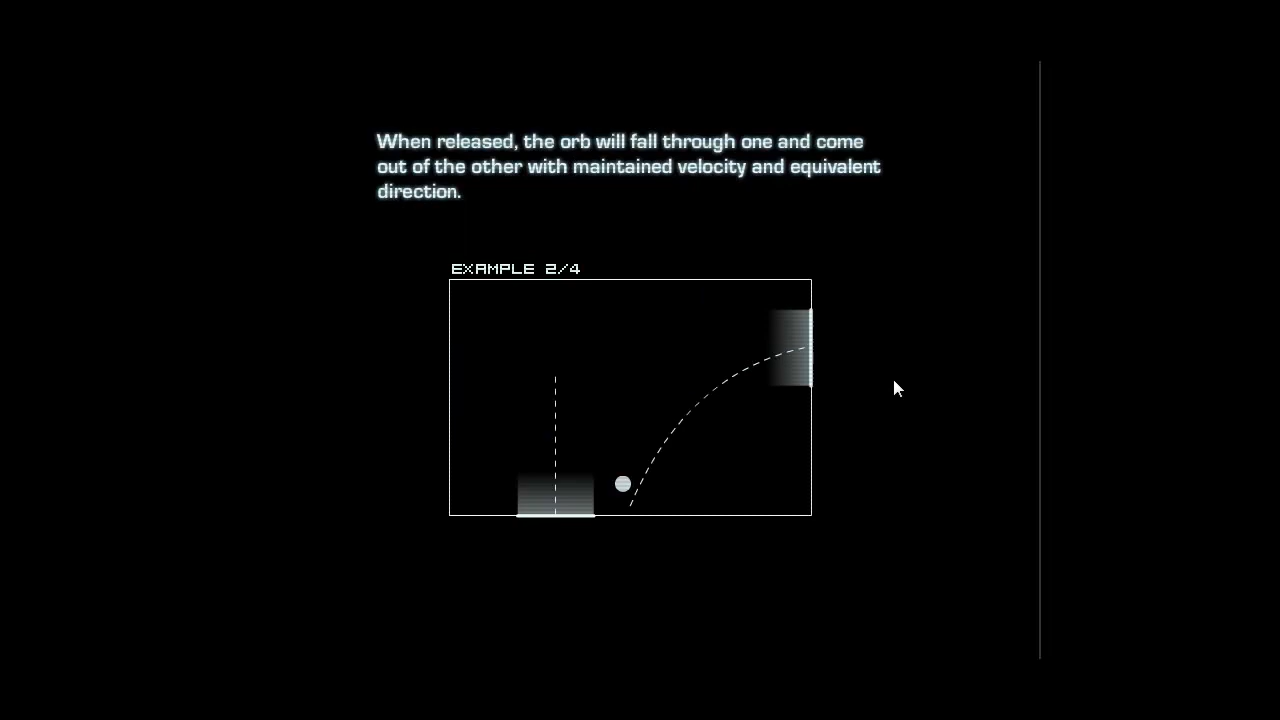 When released, the orb will fall through one and come
out of the other with maintained velocity and equivalent
direction.
EXAMPLE 2/4